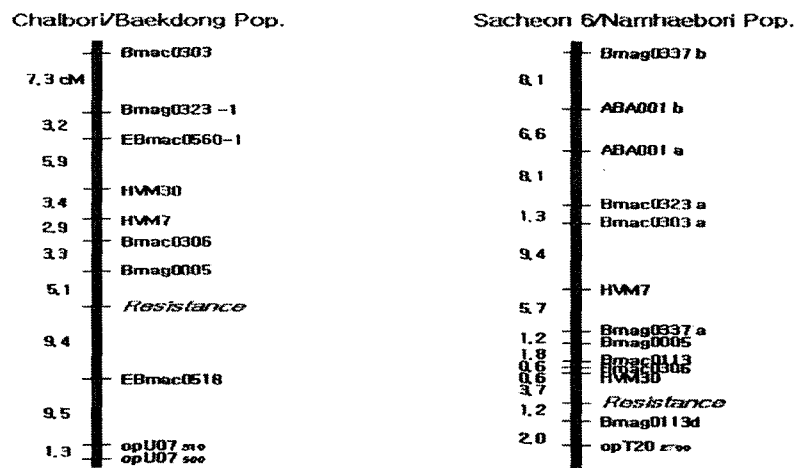 Chalbori/Baekdong Pop.
Bmac0303
7,3 cM
Bmag0323 -1
3,2
EBmac0560-1
5,9
HVM30
3,4
HVM7
2,9
Bmac0306
3,3
Bmag0005
5,1
Resistance
9,4
EBmac0518
9,5
opU07
1,3
opU07
Sacheon 6/Namhaebori Pop.
Bmag0337 b
8,1
ABA001 b
6,6
ABA001 a
8,1
Bmac0323 a
1,3
Bmac0303 a
9,4
HVM7
5,7
Bmag0337 a
1,2
Bmag0005
1,8
Bmac0113
0,6
Bmac0306
0,6
HVM30
3,7
Resistance
1,2
Bmag0113d
2,0
opT20